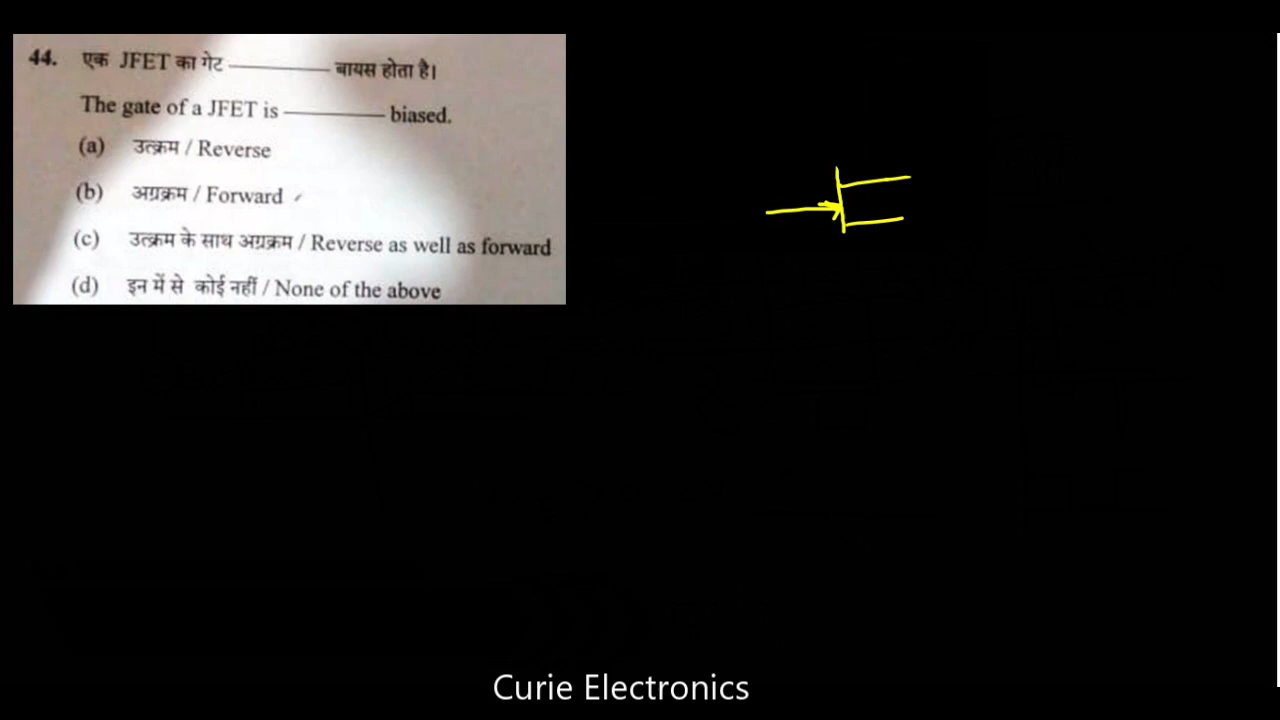 44. एक JFET का गेट ________ बायस होता है।
The gate of a JFET is ________ biased.
(a) उत्क्रम / Reverse
(b) अग्रक्रम / Forward
(c) उत्क्रम के साथ अग्रक्रम / Reverse as well as forward
(d) इन में से कोई नहीं / None of the above
Curie Electronics